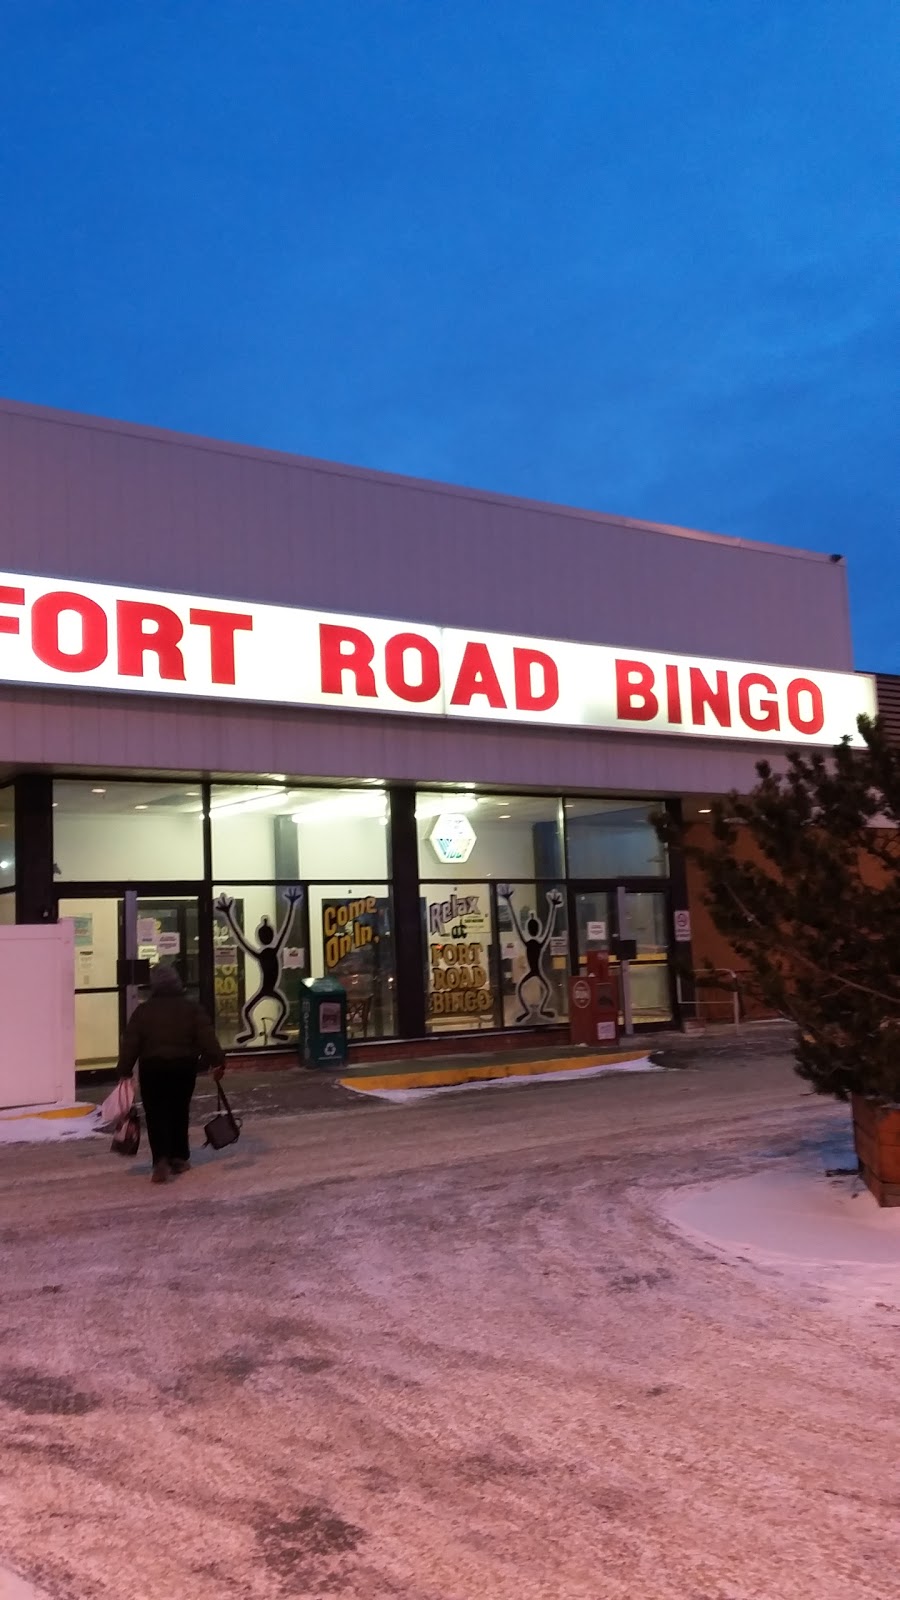 FORT ROAD BINGO
Come
On In.
Relax
at
FORT
ROAD
BINGO